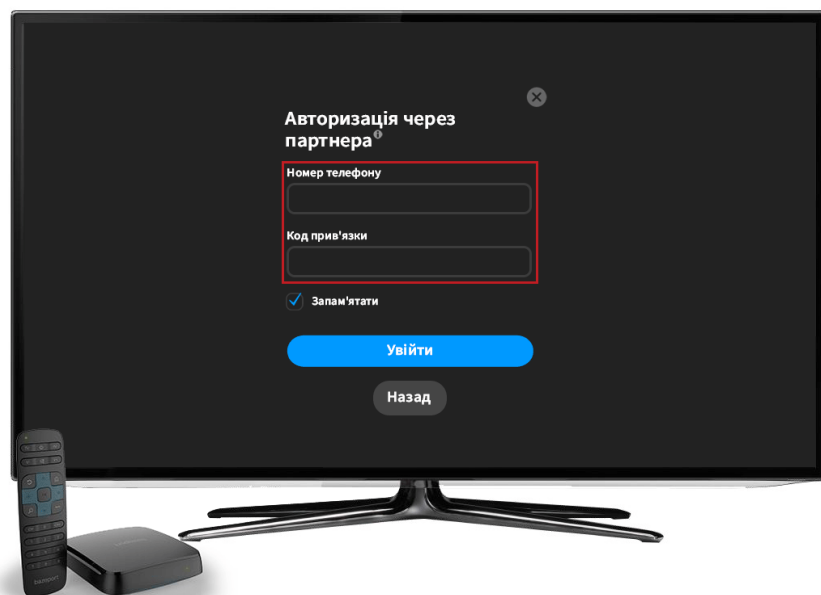 Авторизація через
партнера
Номер телефону
Код прив'язки
Запам'ятати
Увійти
Назад